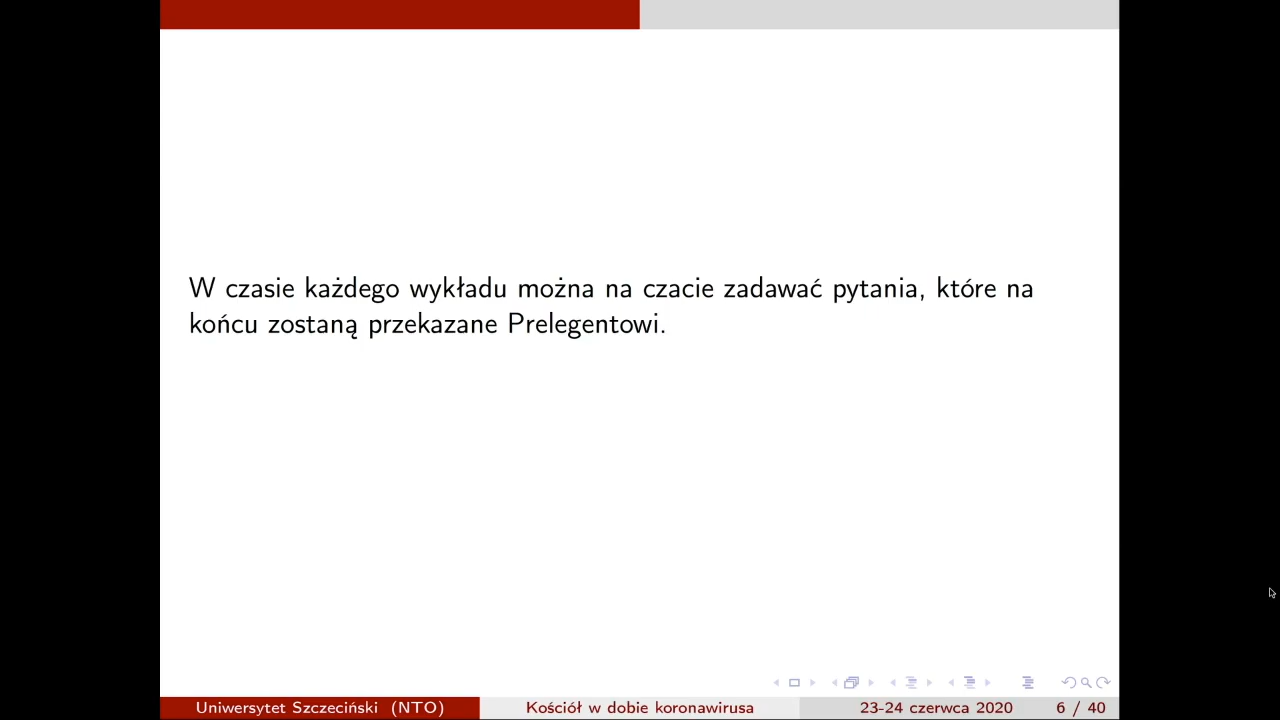 W czasie każdego wykładu można na czacie zadawać pytania, które na
końcu zostaną przekazane Prelegentowi.
Uniwersytet Szczeciński (NTO) Kościół w dobie koronawirusa 23-24 czerwca 2020 6 / 40